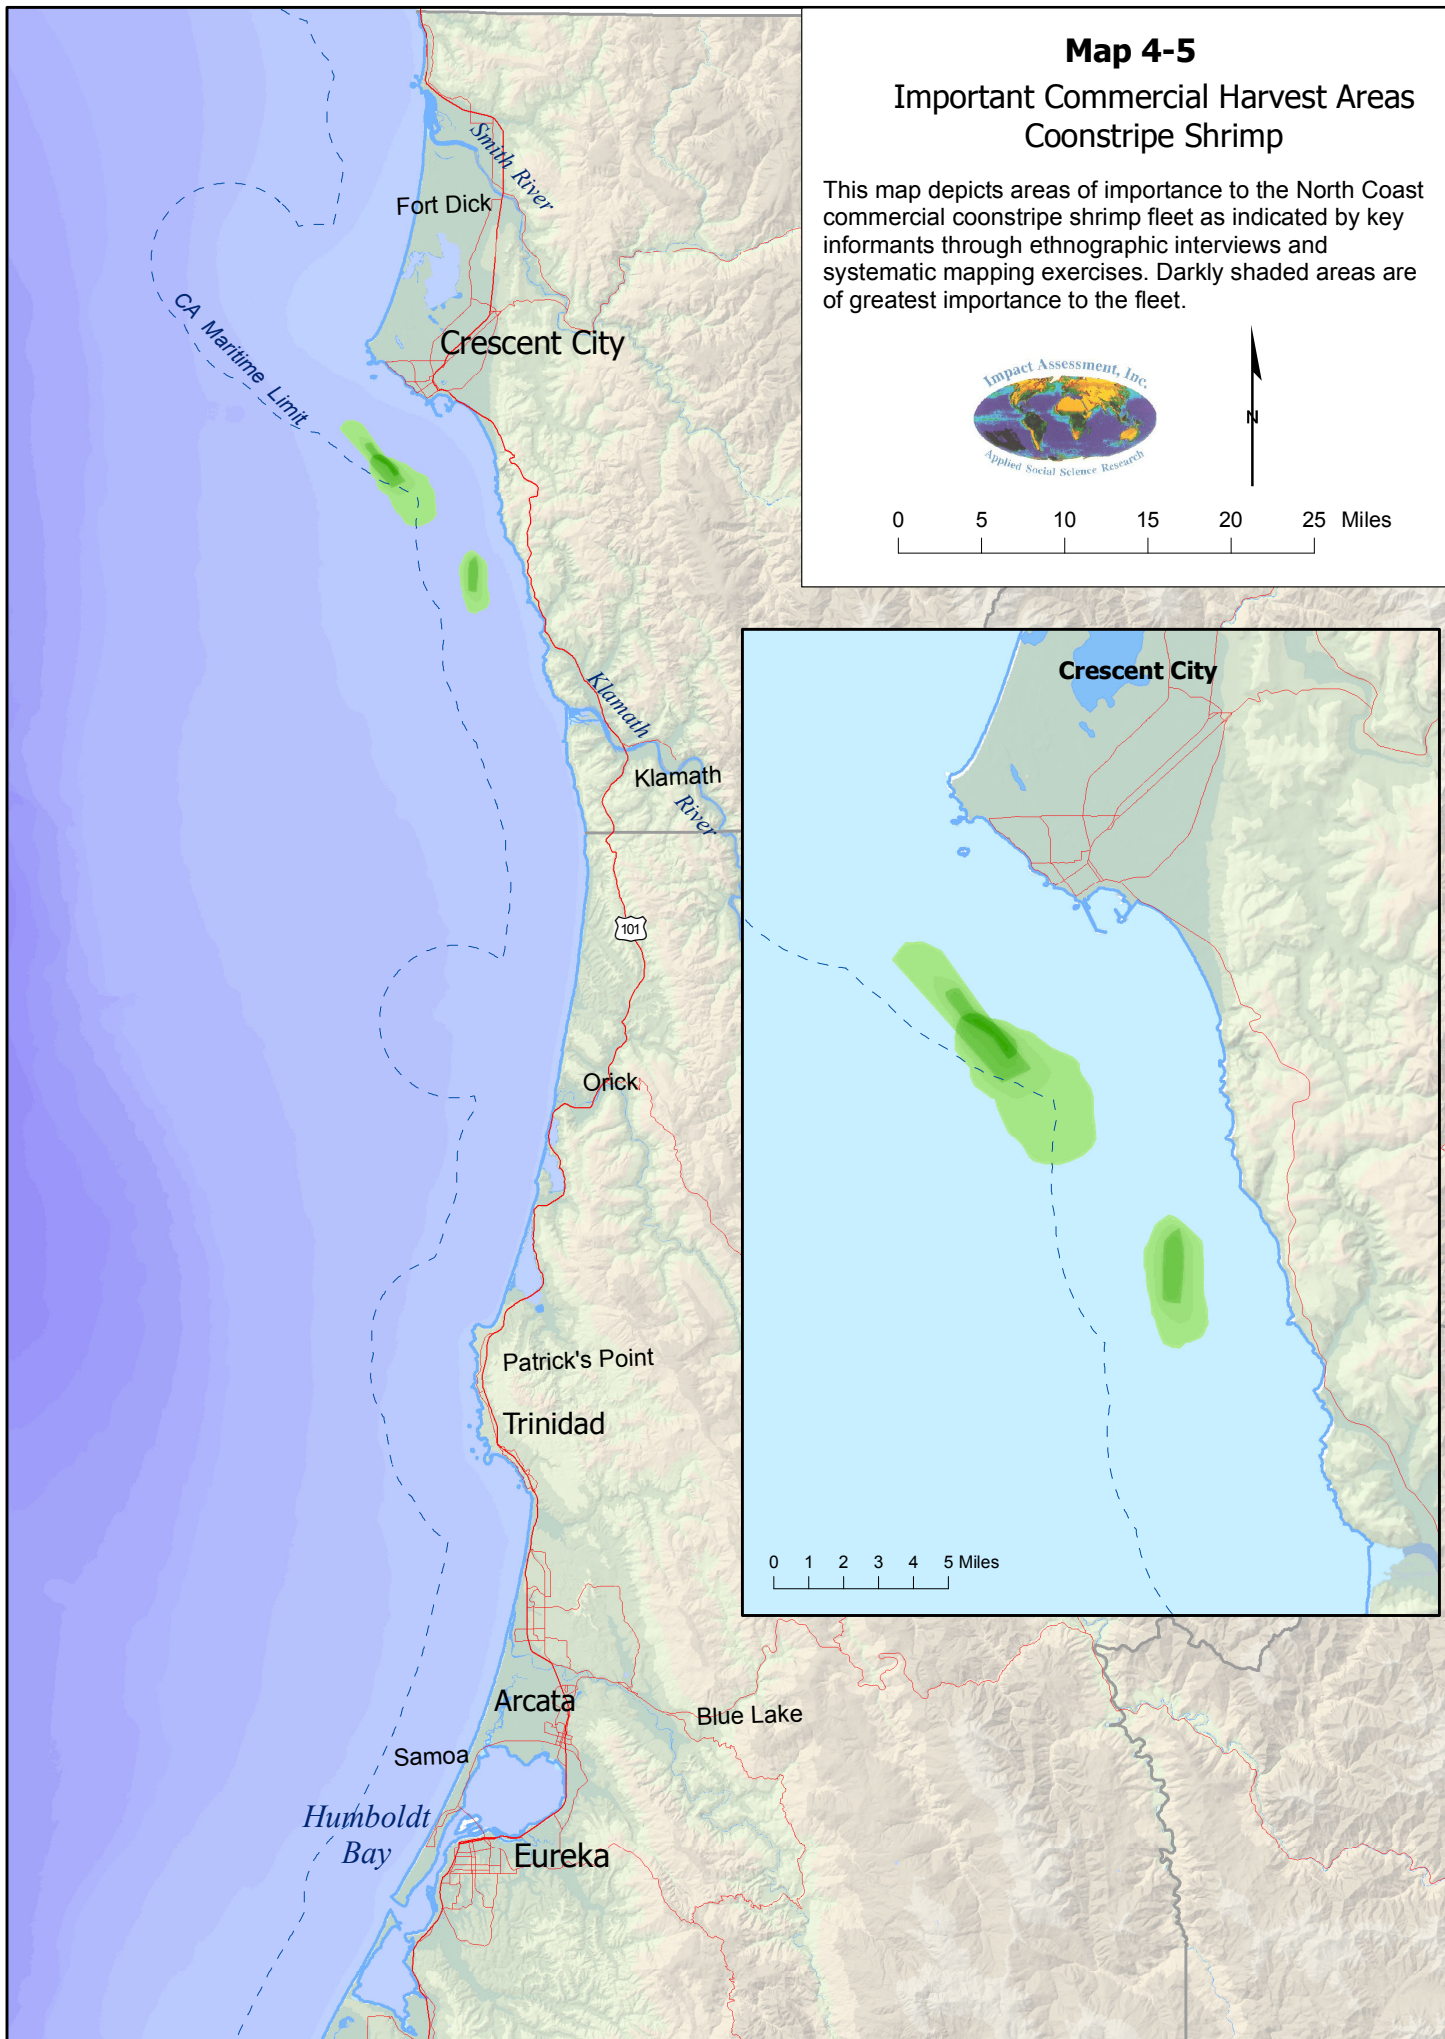 Map 4-5
Important Commercial Harvest Areas
Coonstripe Shrimp
This map depicts areas of importance to the North Coast
commercial coonstripe shrimp fleet as indicated by key
informants through ethnographic interviews and
systematic mapping exercises. Darkly shaded areas are
of greatest importance to the fleet.
Impact Assessment, Inc.
Applied Social Science Research
N
0 5 10 15 20 25 Miles
Smith River
Fort Dick
CA Maritime Limit
Crescent City
Klamath
Klamath
River
101
Orick
Patrick's Point
Trinidad
Arcata
Blue Lake
Samoa
Humboldt
Bay
Eureka
Crescent City
0 1 2 3 4 5 Miles